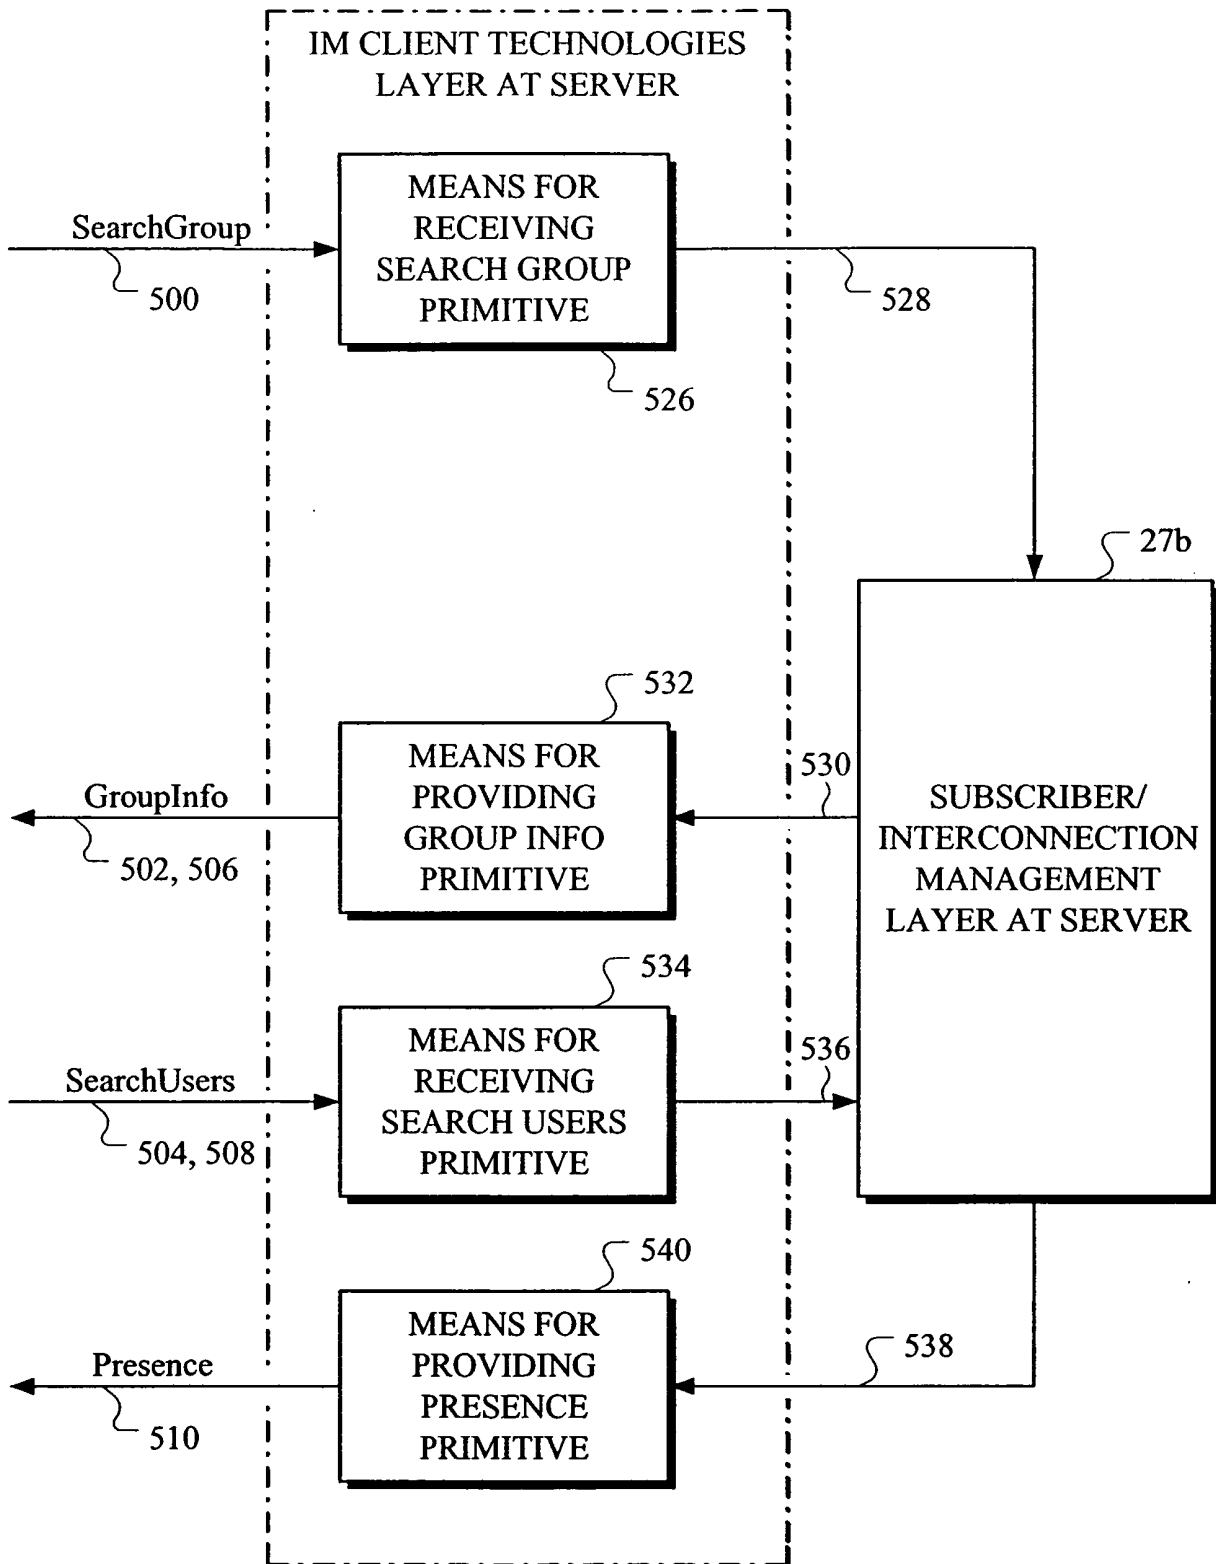 IM CLIENT TECHNOLOGIES
LAYER AT SERVER
MEANS FOR
RECEIVING
SEARCH GROUP
PRIMITIVE
SearchGroup
500
528
526
27b
532
MEANS FOR
PROVIDING
GROUP INFO
PRIMITIVE
GroupInfo
502, 506
530
SUBSCRIBER/
INTERCONNECTION
MANAGEMENT
LAYER AT SERVER
534
MEANS FOR
RECEIVING
SEARCH USERS
PRIMITIVE
SearchUsers
504, 508
536
540
MEANS FOR
PROVIDING
PRESENCE
PRIMITIVE
Presence
510
538